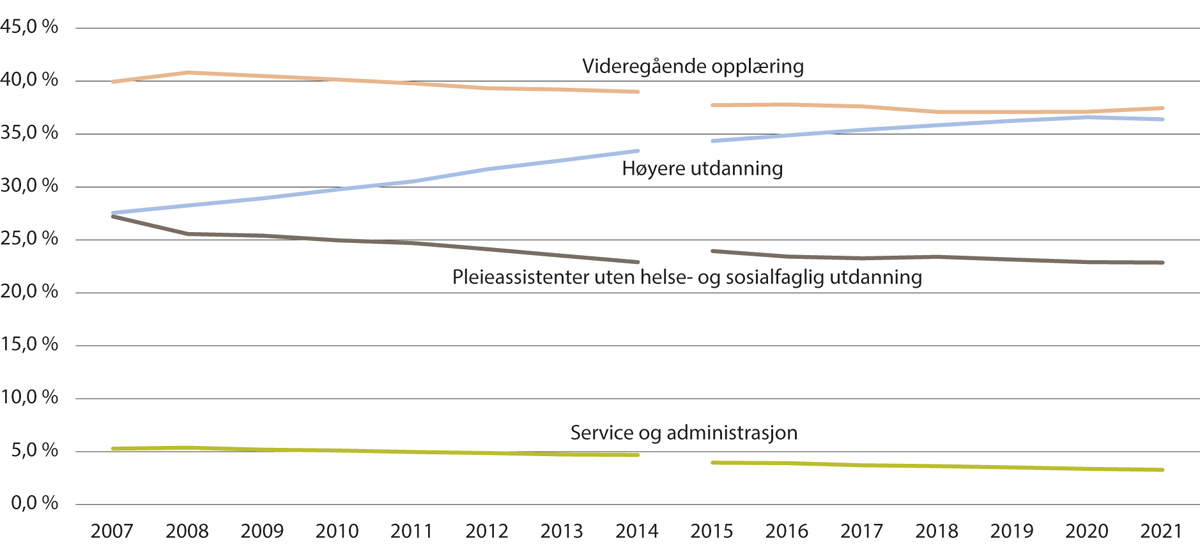 45,0 %
40,0 %
Videregående opplæring
35,0 %
Høyere utdanning
30,0 %
25,0 %
Pleieassistenter uten helse- og sosialfaglig utdanning
20,0 %
15,0 %
10,0 %
Service og administrasjon
5,0 %
0,0 %
2007 2008 2009 2010 2011 2012 2013 2014 2015 2016 2017 2018 2019 2020 2021